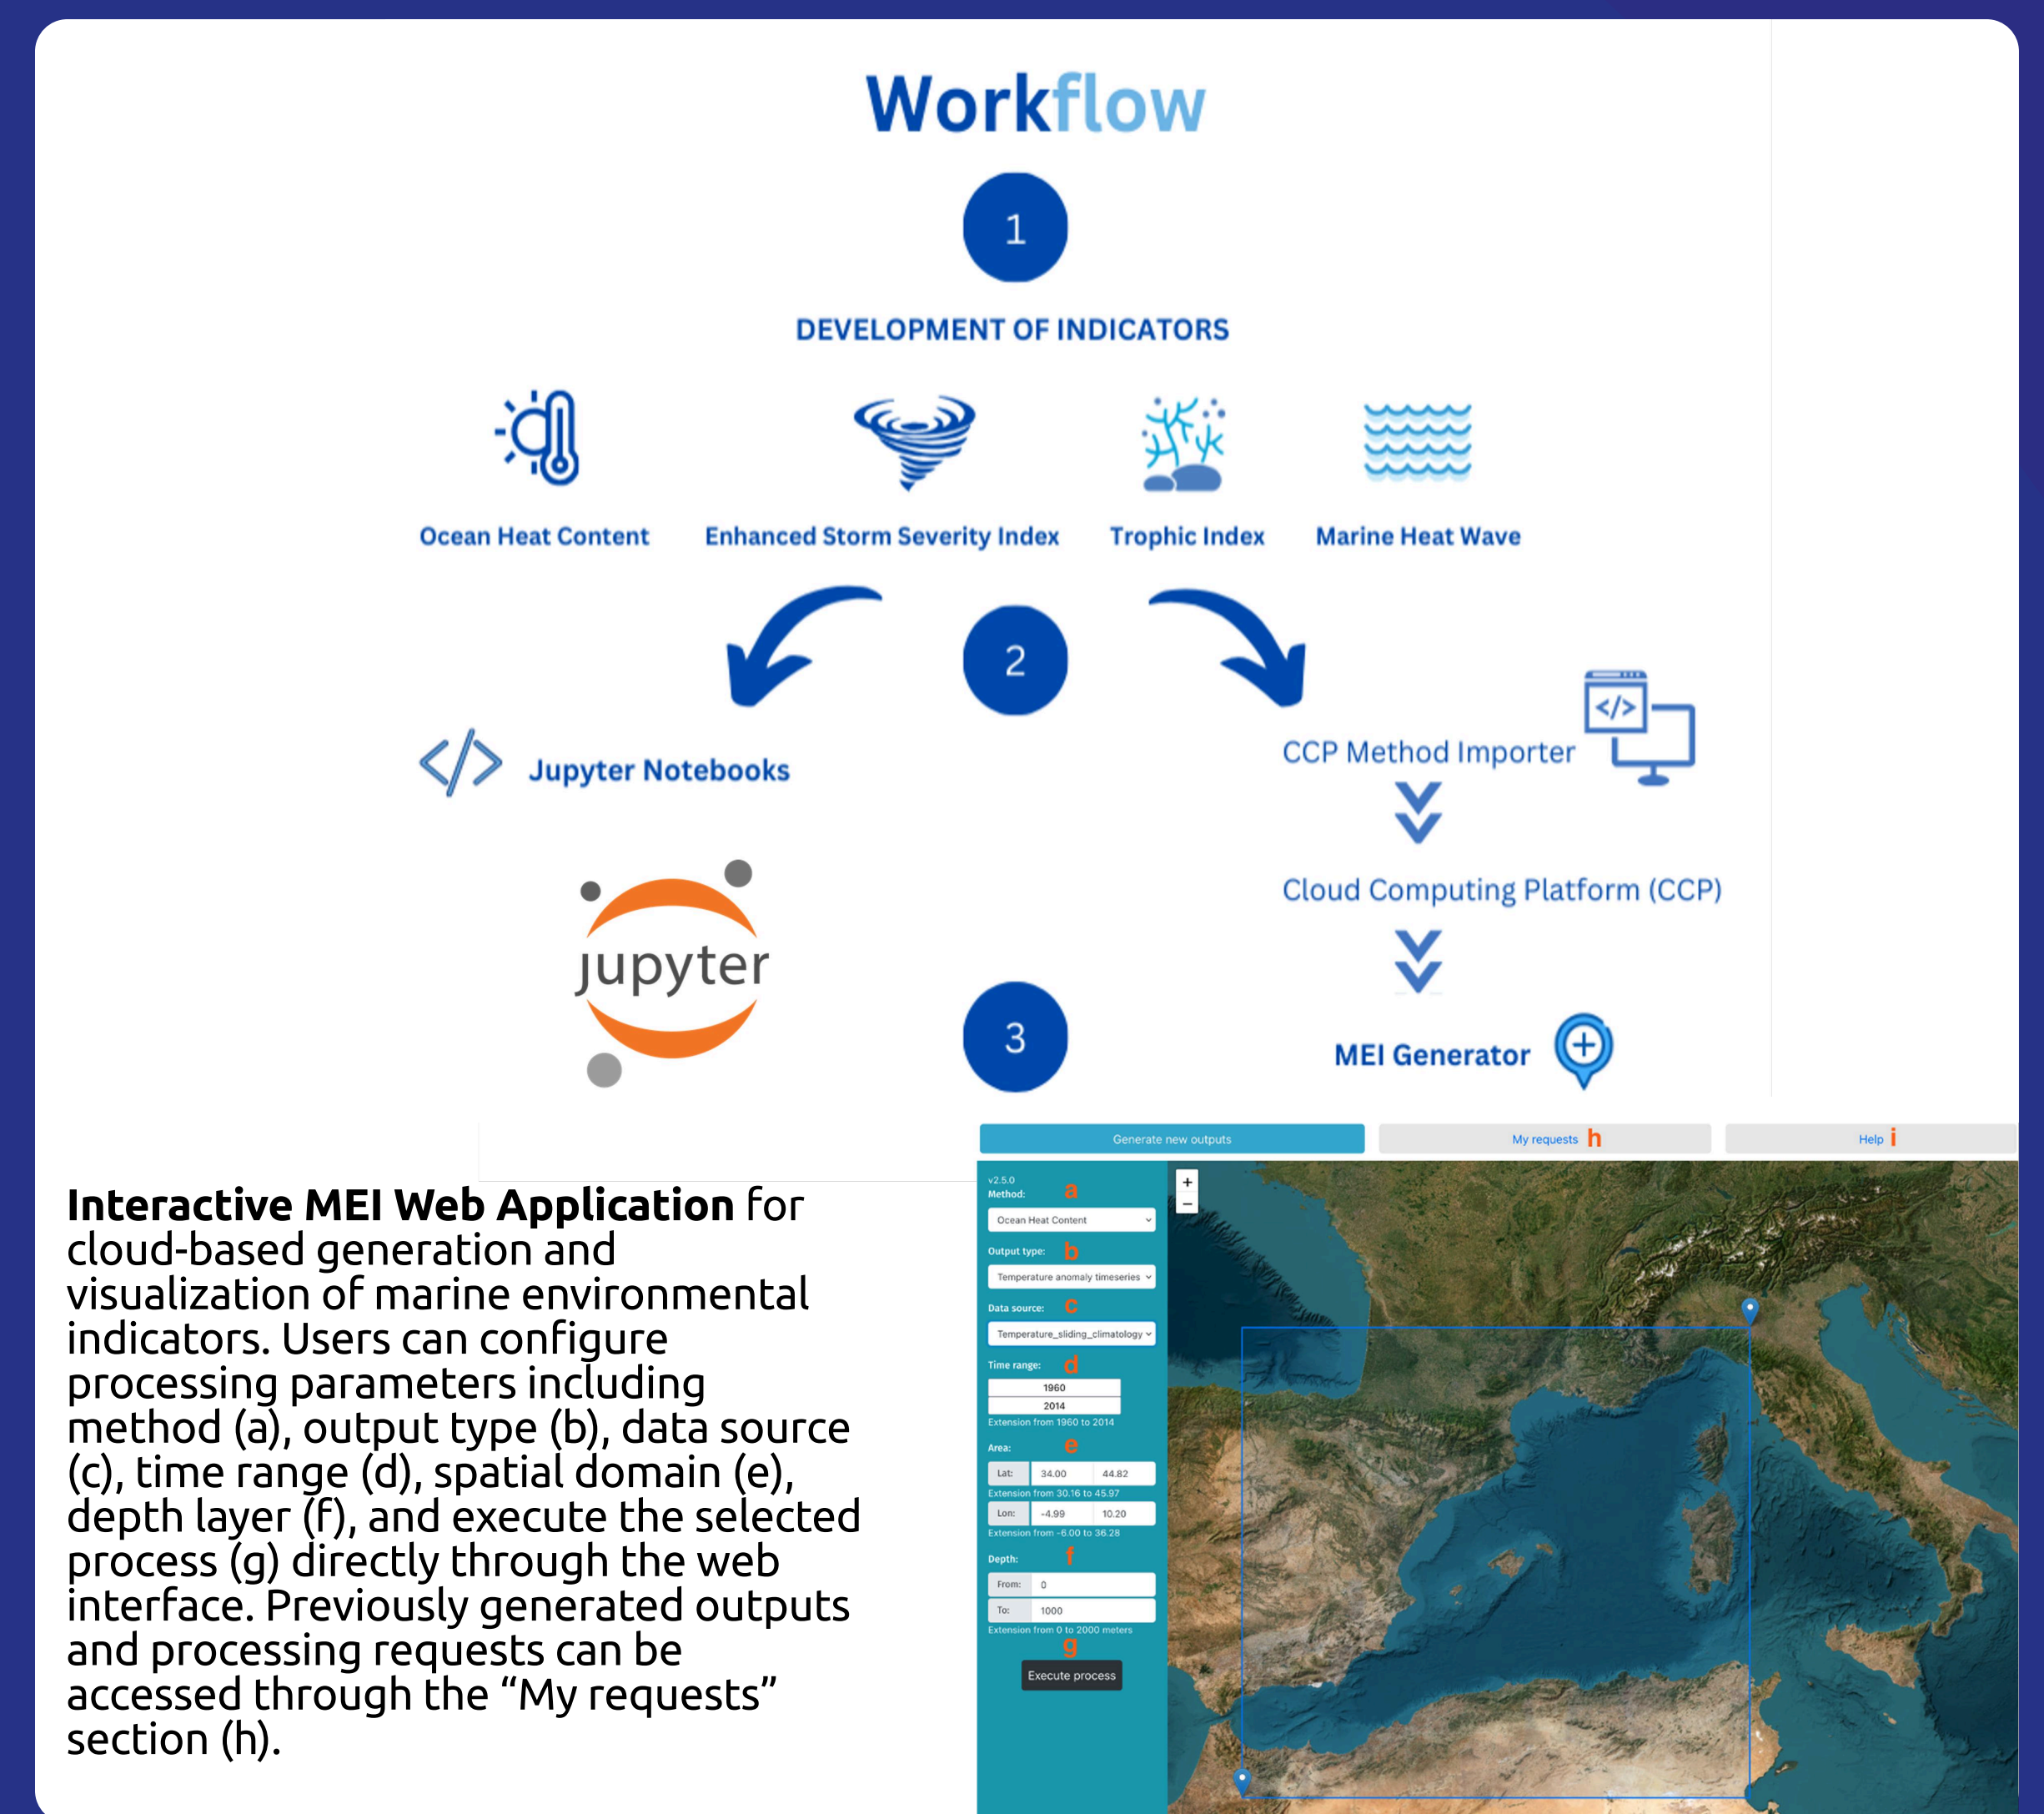 Workflow
1
DEVELOPMENT OF INDICATORS
Ocean Heat Content
Enhanced Storm Severity Index
Trophic Index
Marine Heat Wave
2
</> Jupyter Notebooks
</>
CCP Method Importer
Cloud Computing Platform (CCP)
jupyter
3
MEI Generator
Interactive MEI Web Application for
cloud-based generation and
visualization of marine environmental
indicators. Users can configure
processing parameters including
method (a), output type (b), data source
(c), time range (d), spatial domain (e),
depth layer (f), and execute the selected
process (g) directly through the web
interface. Previously generated outputs
and processing requests can be
accessed through the “My requests”
section (h).
Generate new outputs
My requests h
Help i
v2.5.0
Method: a
Ocean Heat Content
Output type: b
Temperature anomaly timeseries
Data source: c
Temperature_sliding_climatology
Time range: d
1960
2014
Extension from 1960 to 2014
Area: e
Lat: 34.00 44.82
Extension from 30.16 to 45.97
Lon: -4.99 10.20
Extension from -6.00 to 36.28
Depth: f
From: 0
To: 1000
Extension from 0 to 2000 meters
g
Execute process
+
−